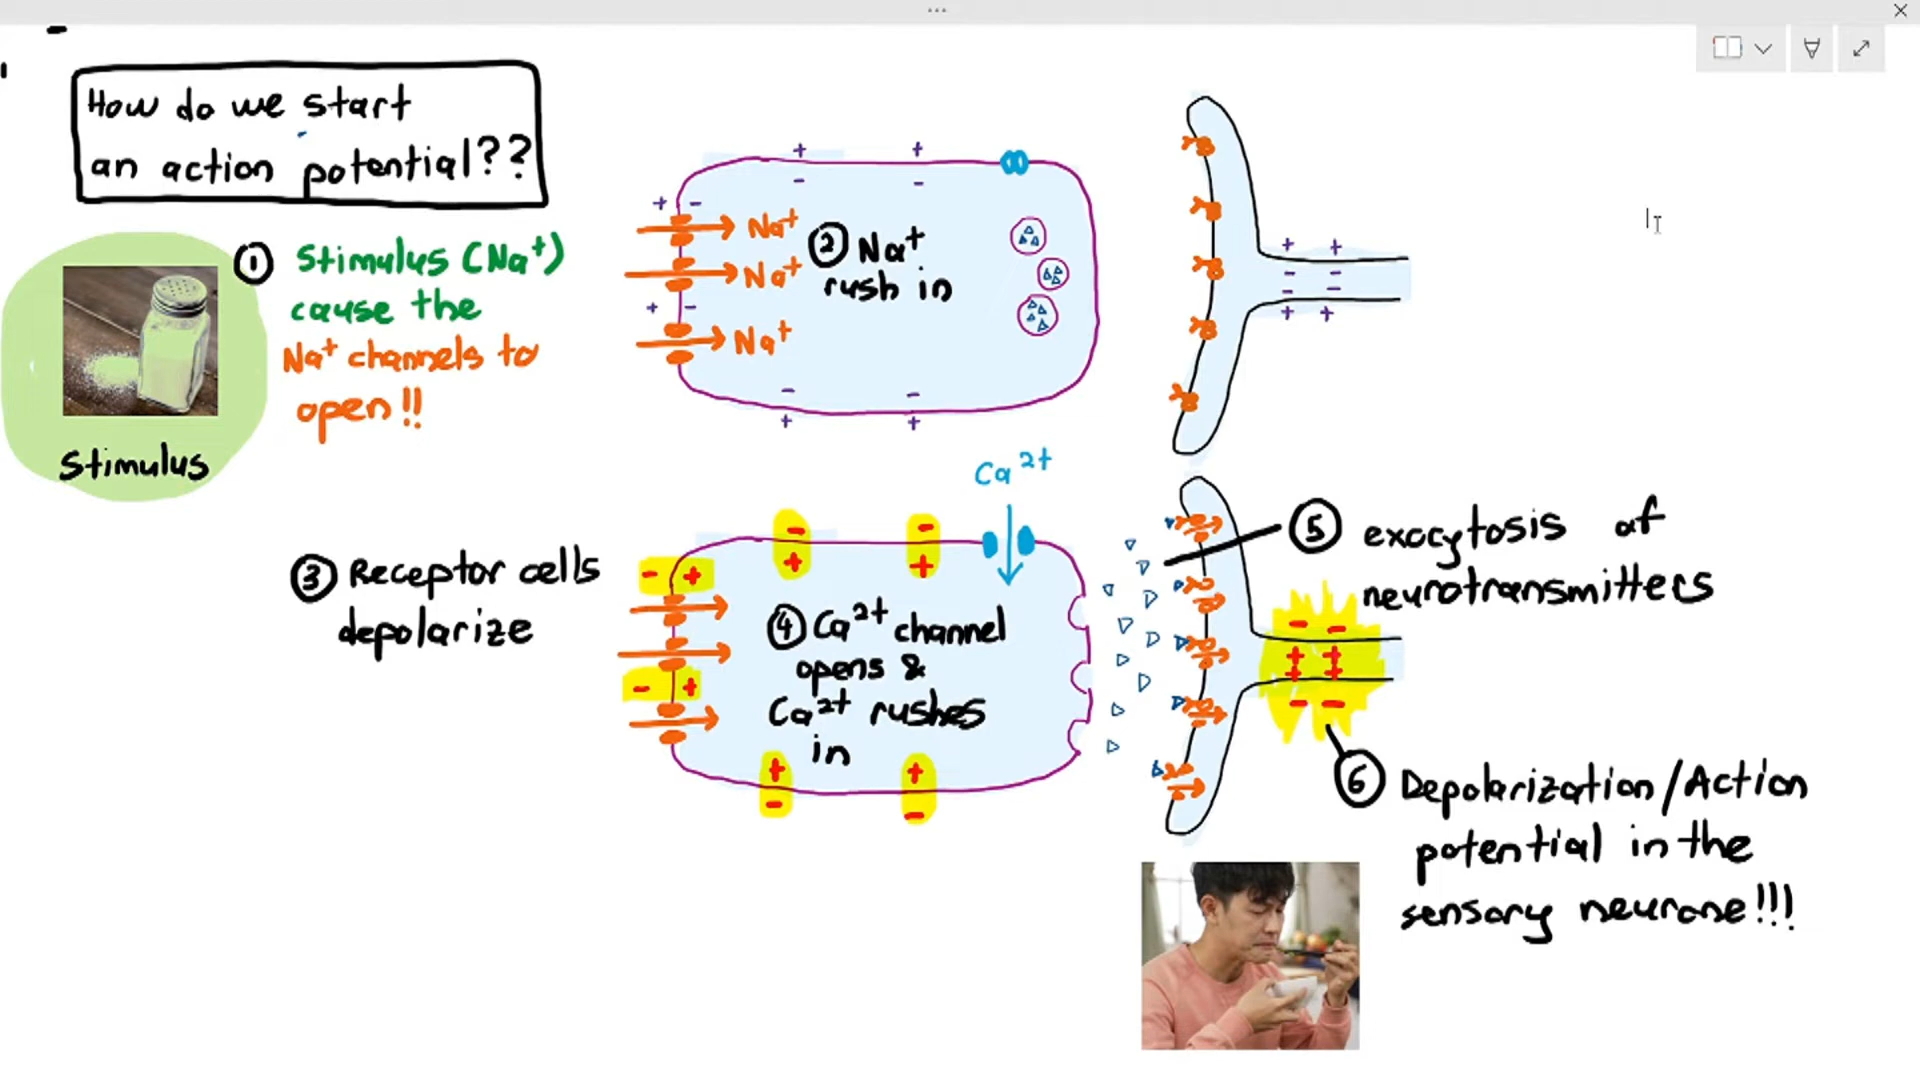 How do we start
an action potential??
① Stimulus (Na⁺)
cause the
Na⁺ channels to
open!!
Stimulus
Na⁺
Na⁺
Na⁺
② Na⁺
rush in
③ Receptor cells
depolarize
Ca²⁺
④ Ca²⁺ channel
opens &
Ca²⁺ rushes
in
⑤ exocytosis of
neurotransmitters
⑥ Depolarization/Action
potential in the
sensory neurone!!!